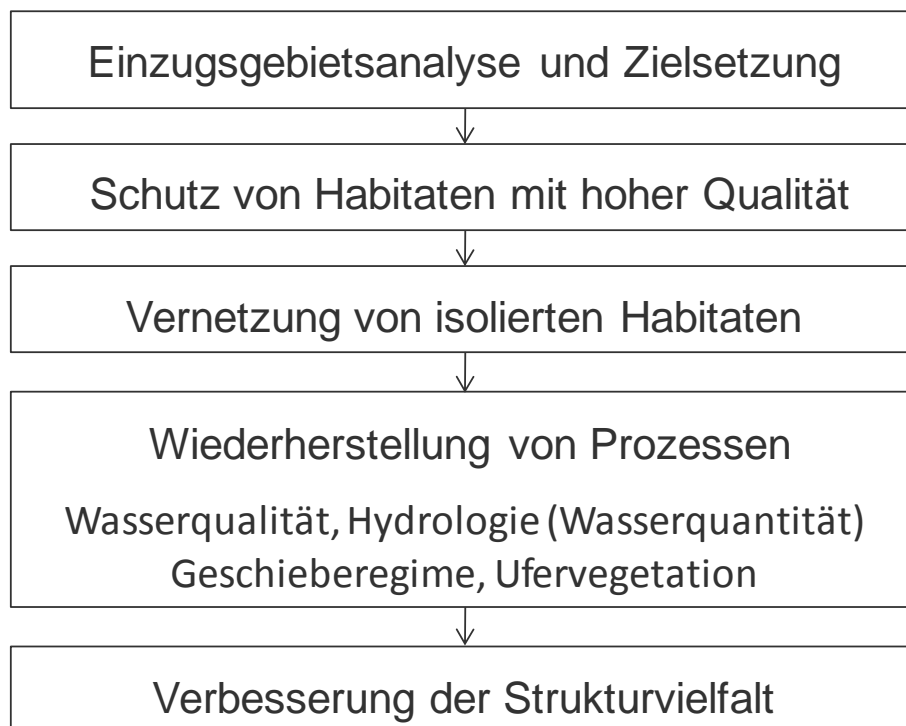 Einzugsgebietsanalyse und Zielsetzung
Schutz von Habitaten mit hoher Qualität
Vernetzung von isolierten Habitaten
Wiederherstellung von Prozessen
Wasserqualität, Hydrologie (Wasserquantität)
Geschieberegime, Ufervegetation
Verbesserung der Strukturvielfalt